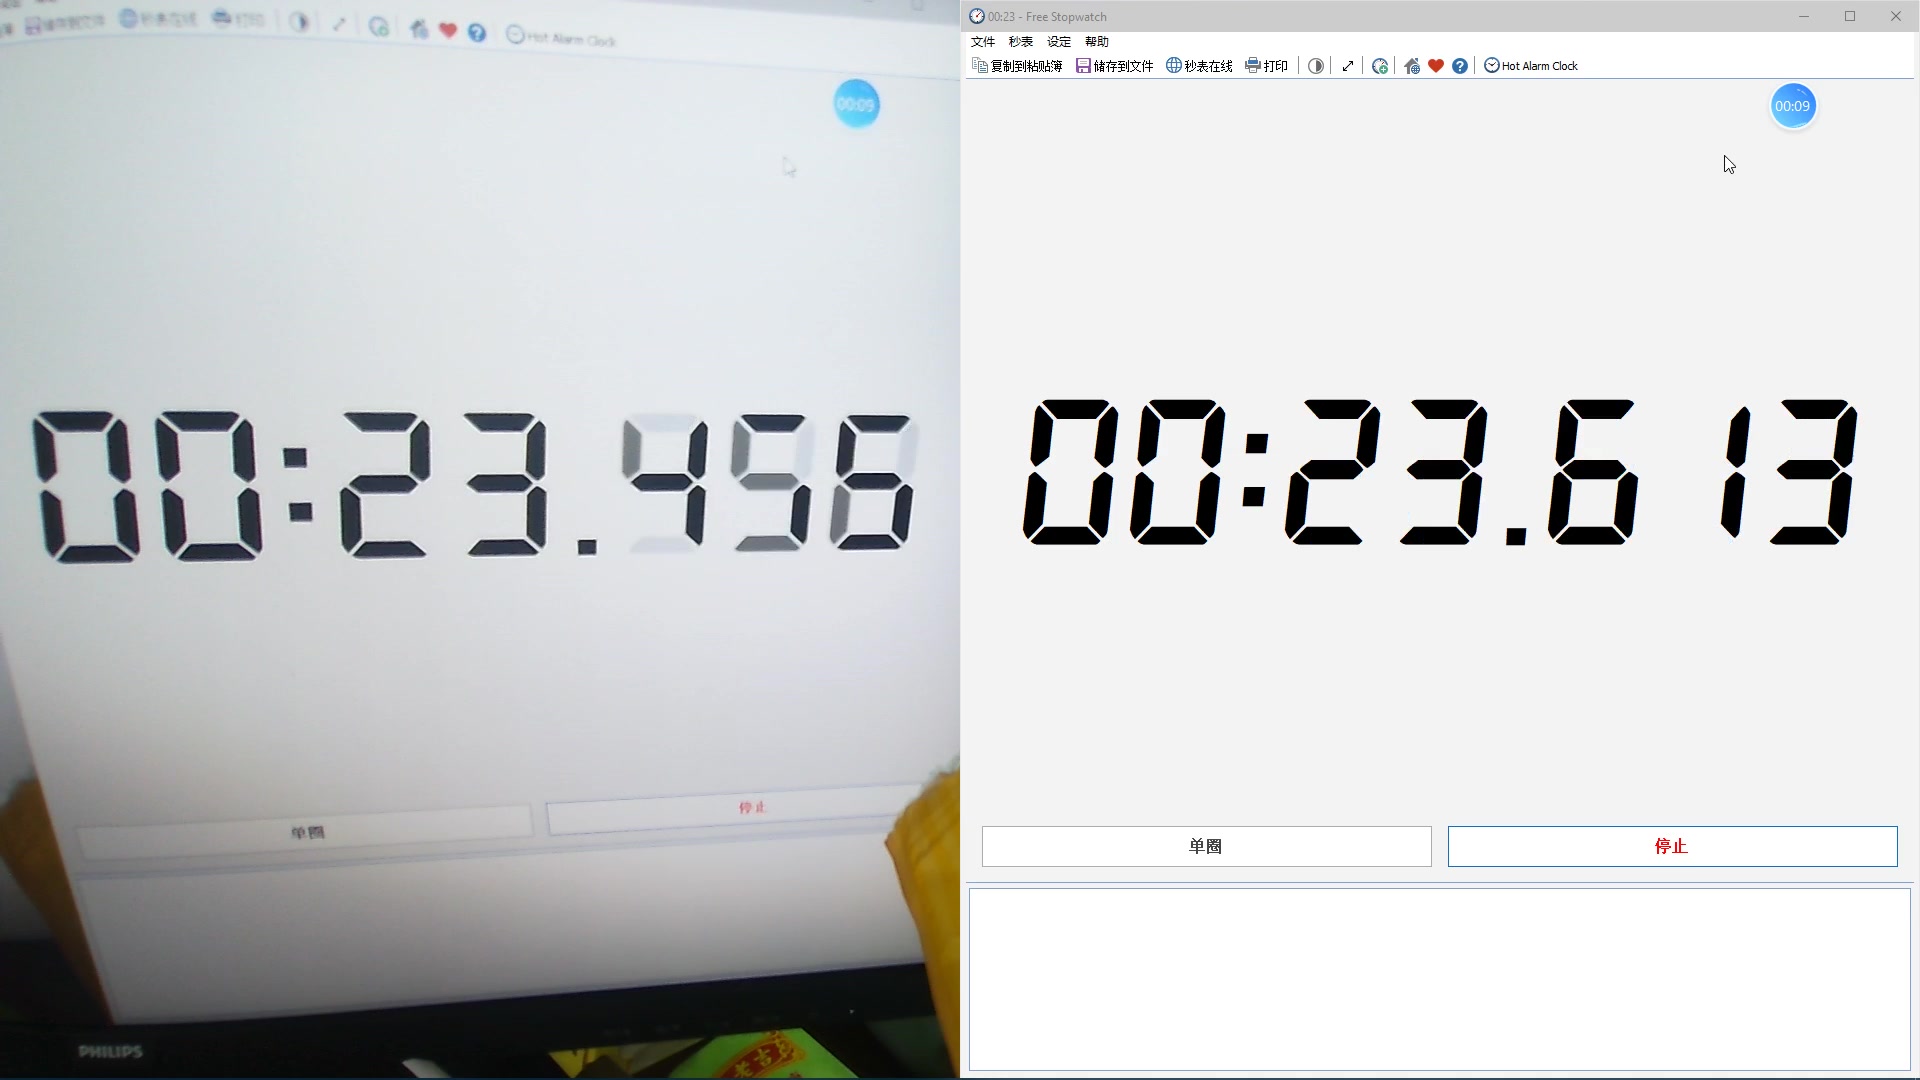 储存到文件 秒表在线 打印 Hot Alarm Clock
00:09
00:23.456
单圈 停止
PHILIPS
00:23 - Free Stopwatch
文件 秒表 设定 帮助
复制到粘贴簿 储存到文件 秒表在线 打印 Hot Alarm Clock
00:09
00:23.613
单圈 停止